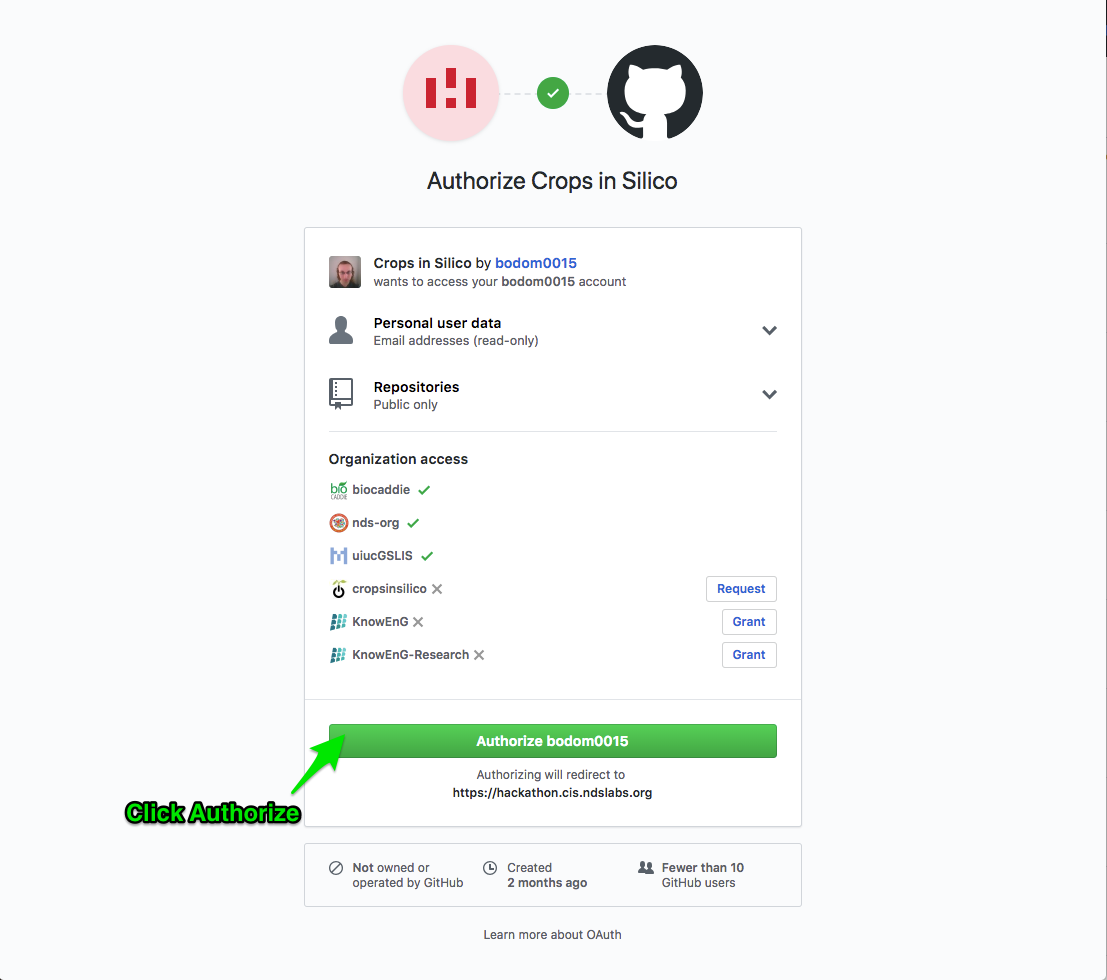 Authorize Crops in Silico
Crops in Silico by bodom0015
wants to access your bodom0015 account
Personal user data
Email addresses (read-only)
Repositories
Public only
Organization access
bio
CADDIE
biocaddie
nds-org
uiucGSLIS
cropsinsilico
Request
KnowEnG
Grant
KnowEnG-Research
Grant
Authorize bodom0015
Authorizing will redirect to
https://hackathon.cis.ndslabs.org
Click Authorize
Not owned or
operated by GitHub
Created
2 months ago
Fewer than 10
GitHub users
Learn more about OAuth